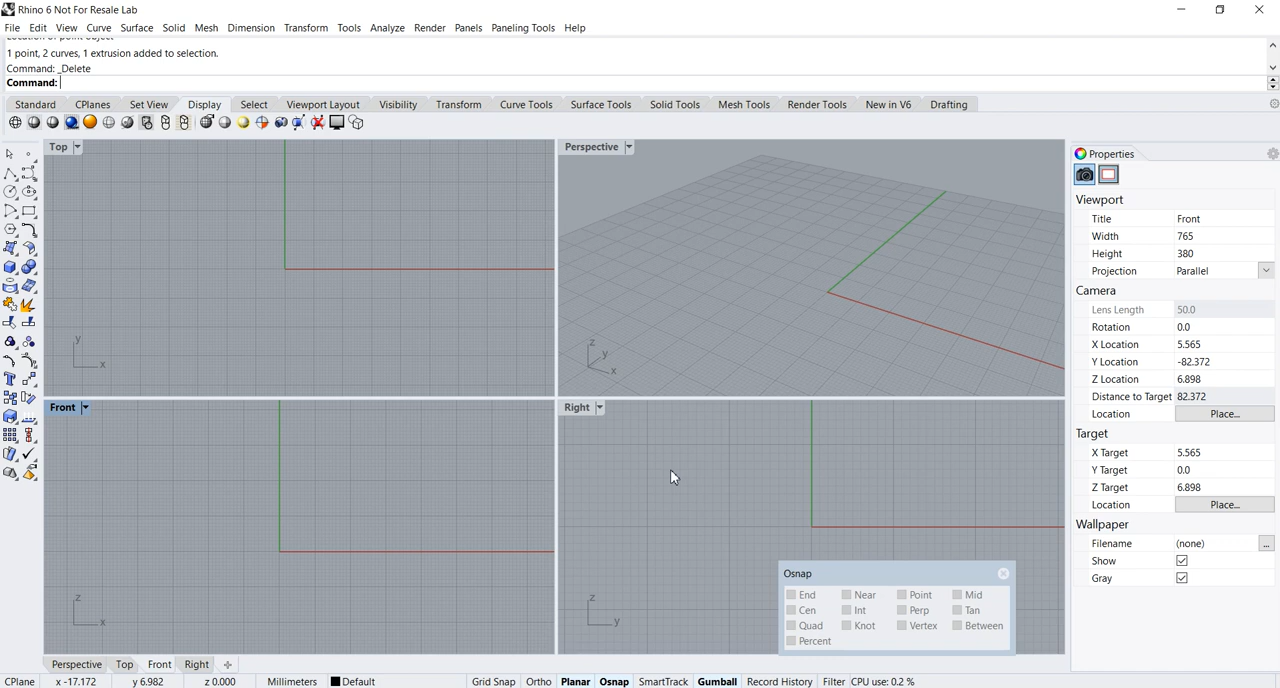 Rhino 6 Not For Resale Lab
File Edit View Curve Surface Solid Mesh Dimension Transform Tools Analyze Render Panels Paneling Tools Help
1 point, 2 curves, 1 extrusion added to selection.
Command: _Delete
Command:
Standard CPlanes Set View Display Select Viewport Layout Visibility Transform Curve Tools Surface Tools Solid Tools Mesh Tools Render Tools New in V6 Drafting
Top
y
x
Perspective
z
y
x
Front
z
x
Right
z
y
Osnap
End Near Point Mid
Cen Int Perp Tan
Quad Knot Vertex Between
Percent
Properties
Viewport
Title Front
Width 765
Height 380
Projection Parallel
Camera
Lens Length 50.0
Rotation 0.0
X Location 5.565
Y Location -82.372
Z Location 6.898
Distance to Target 82.372
Location Place...
Target
X Target 5.565
Y Target 0.0
Z Target 6.898
Location Place...
Wallpaper
Filename (none) ...
Show
Gray
Perspective Top Front Right
CPlane x -17.172 y 6.982 z 0.000 Millimeters Default Grid Snap Ortho Planar Osnap SmartTrack Gumball Record History Filter CPU use: 0.2 %